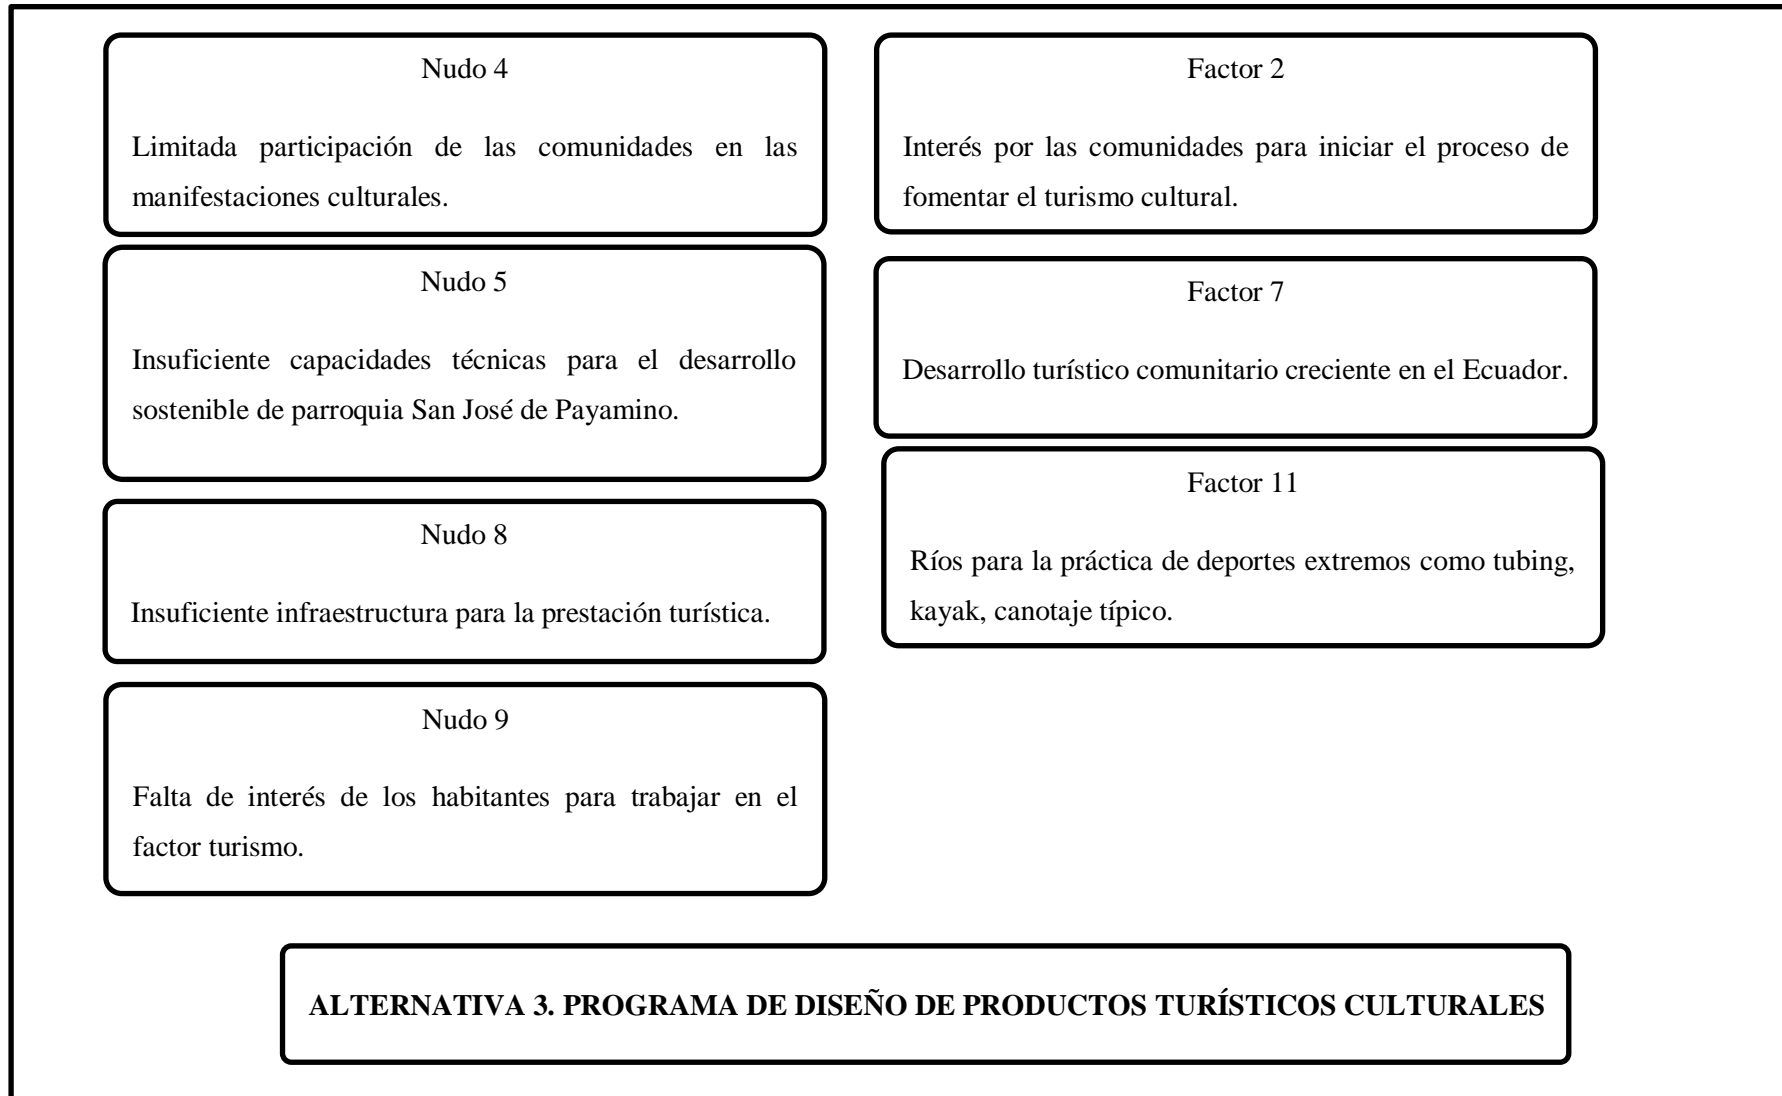 Nudo 4
Limitada participación de las comunidades en las
manifestaciones culturales.
Nudo 5
Insuficiente capacidades técnicas para el desarrollo
sostenible de parroquia San José de Payamino.
Nudo 8
Insuficiente infraestructura para la prestación turística.
Nudo 9
Falta de interés de los habitantes para trabajar en el
factor turismo.
Factor 2
Interés por las comunidades para iniciar el proceso de
fomentar el turismo cultural.
Factor 7
Desarrollo turístico comunitario creciente en el Ecuador.
Factor 11
Ríos para la práctica de deportes extremos como tubing,
kayak, canotaje típico.
ALTERNATIVA 3. PROGRAMA DE DISEÑO DE PRODUCTOS TURÍSTICOS CULTURALES